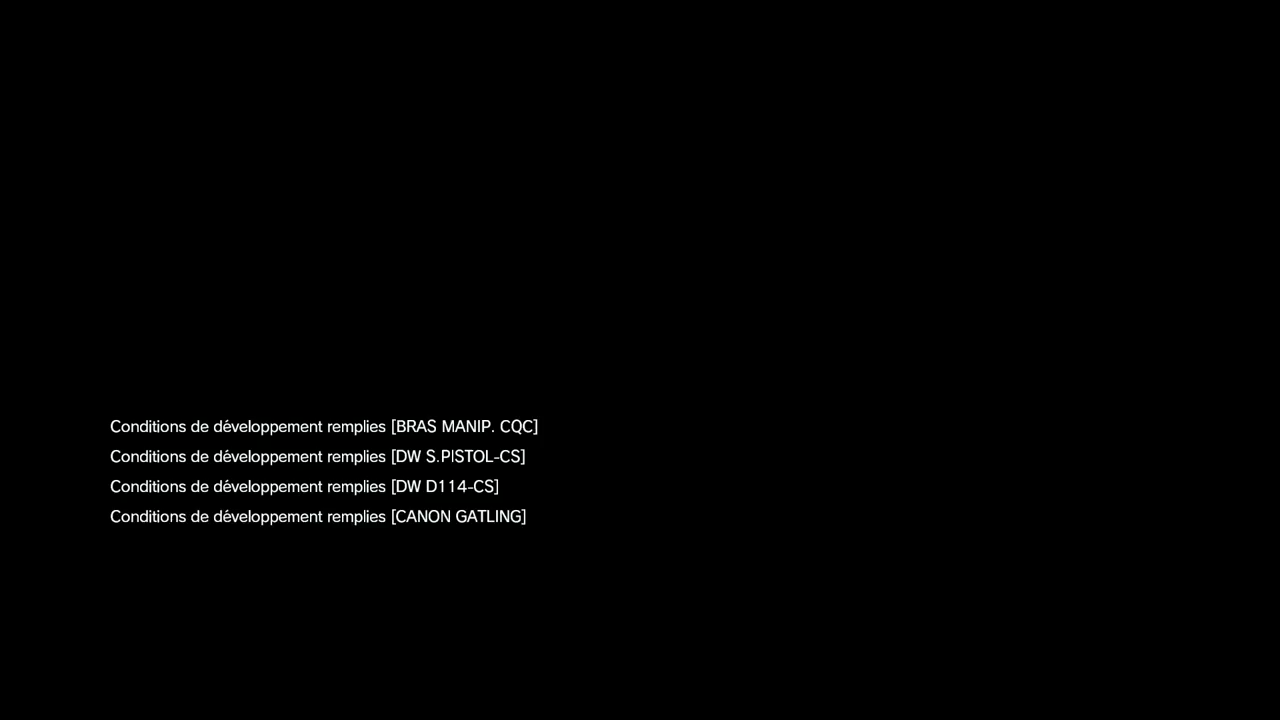 Conditions de développement remplies [BRAS MANIP. CQC]
Conditions de développement remplies [DW S.PISTOL-CS]
Conditions de développement remplies [DW D114-CS]
Conditions de développement remplies [CANON GATLING]